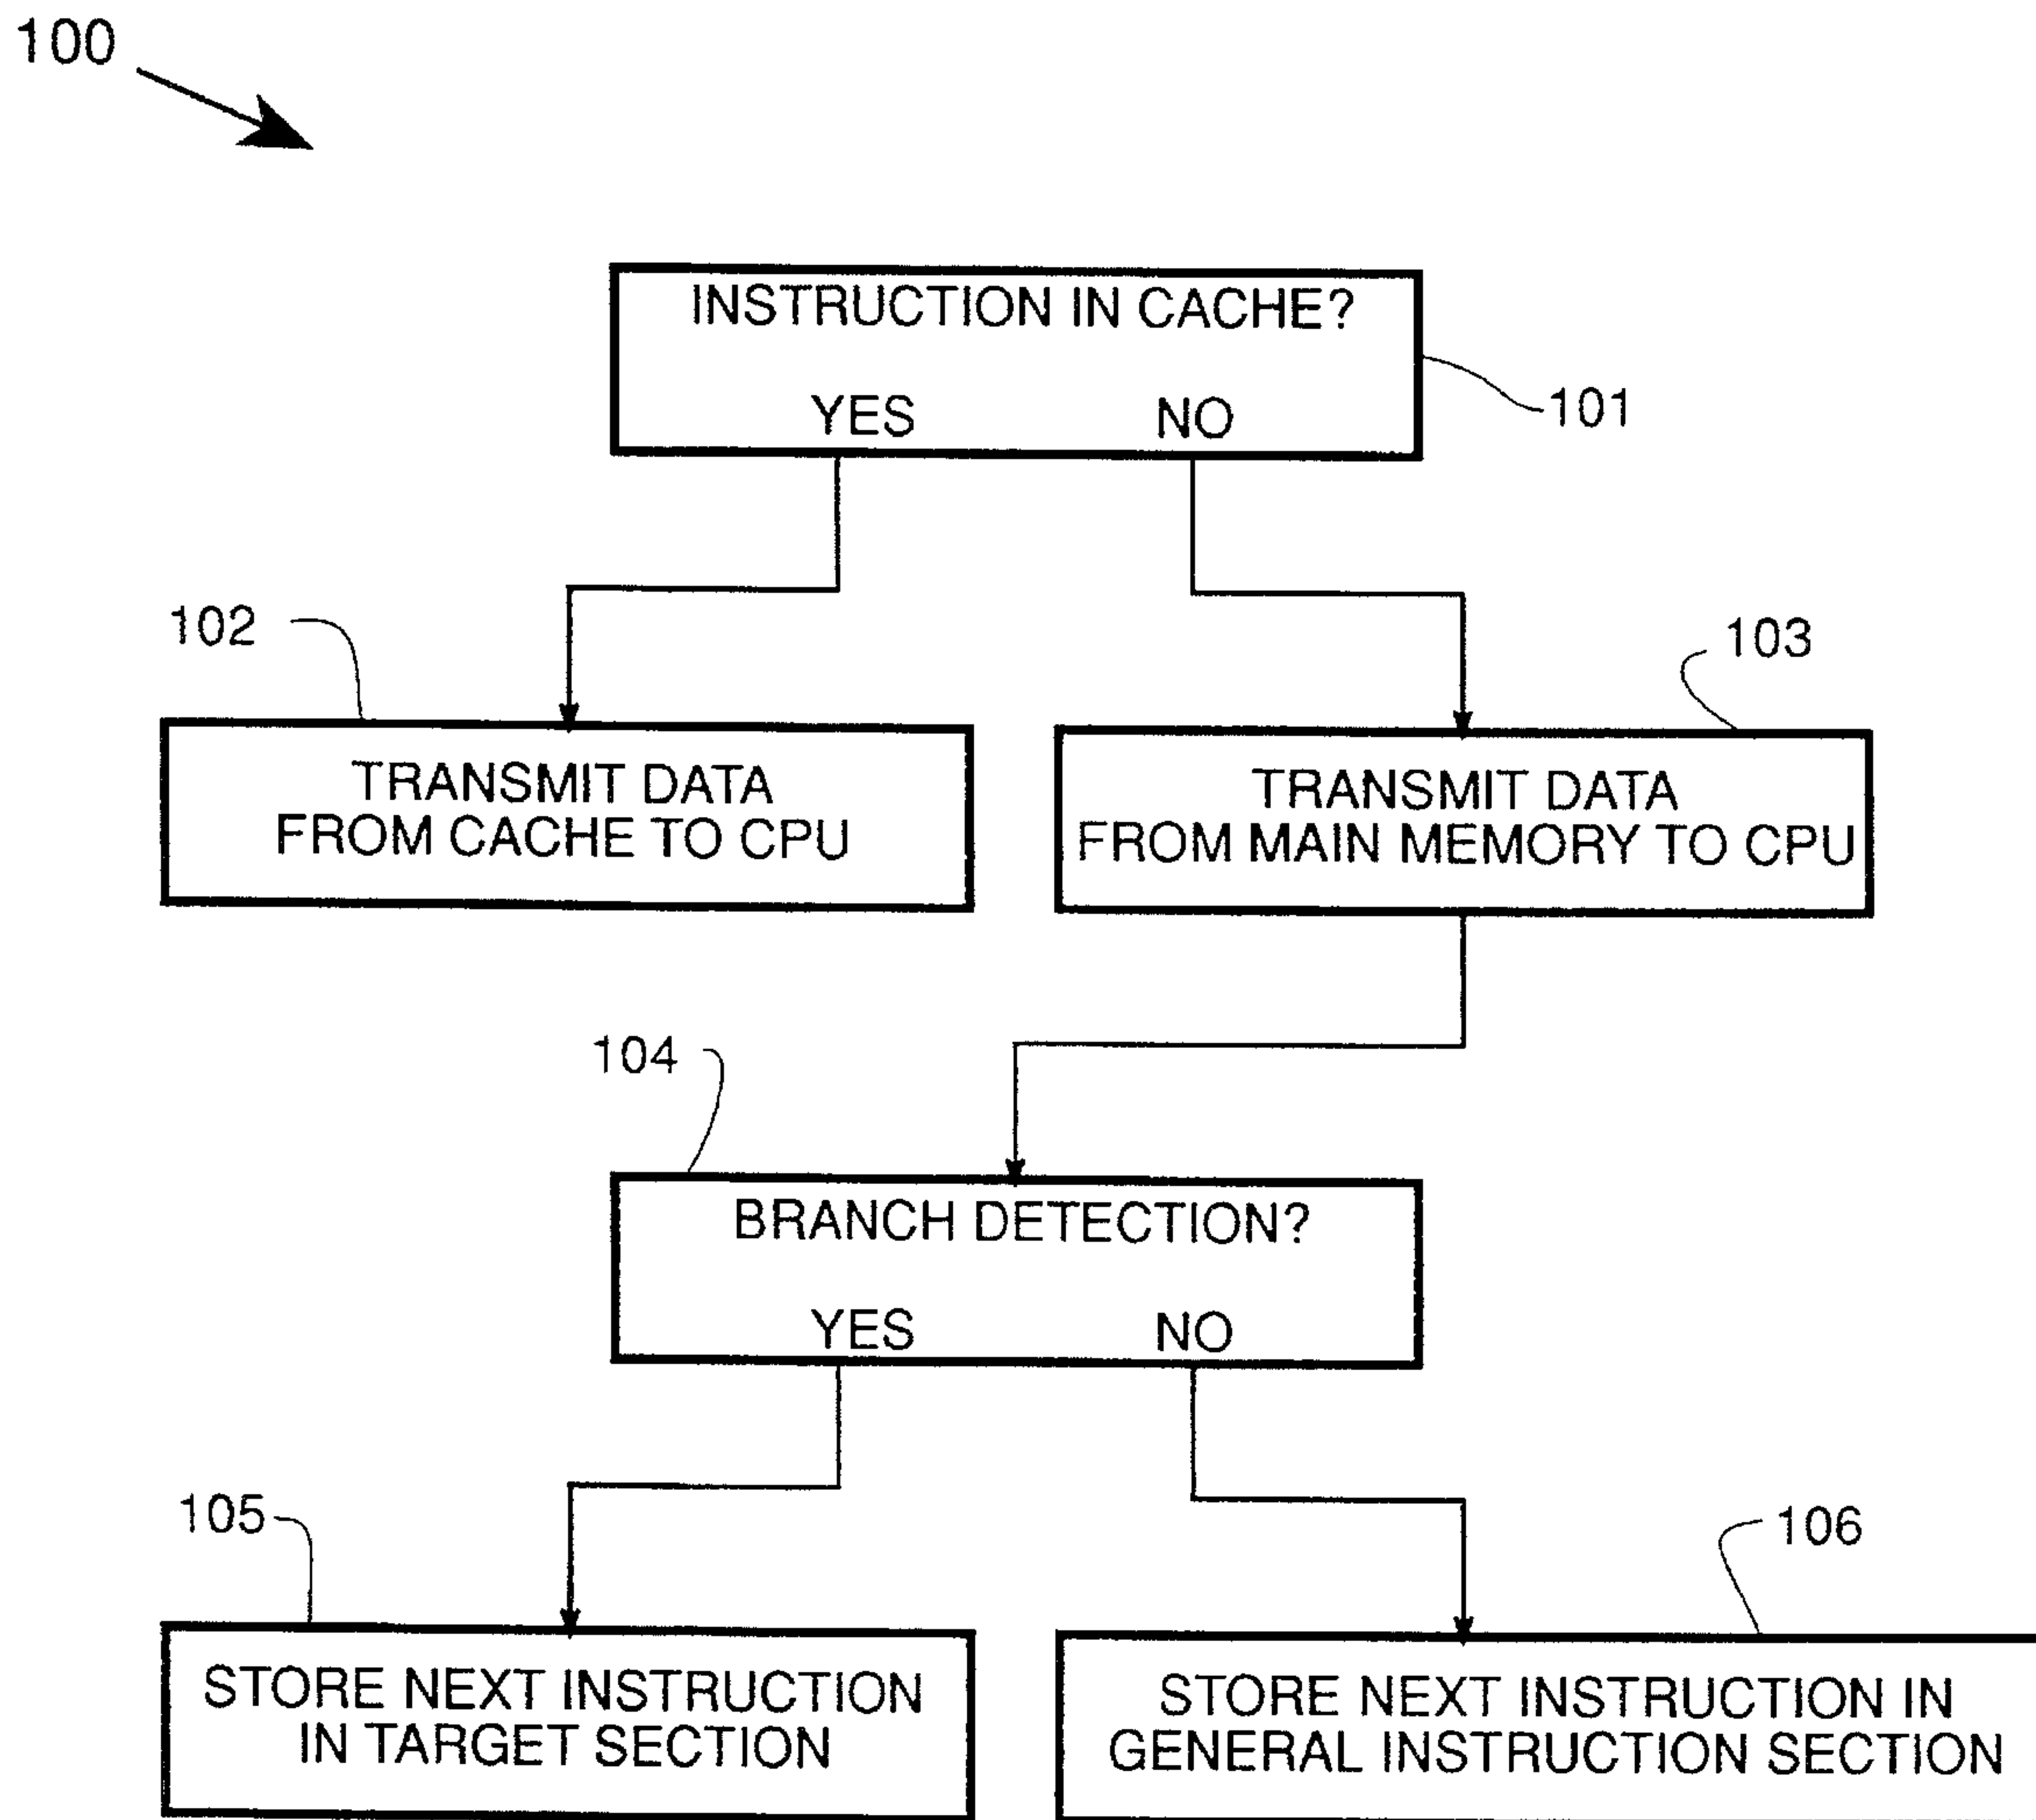 100
INSTRUCTION IN CACHE?
YES NO
101
102
103
TRANSMIT DATA
FROM CACHE TO CPU
TRANSMIT DATA
FROM MAIN MEMORY TO CPU
104
BRANCH DETECTION?
YES NO
105
106
STORE NEXT INSTRUCTION
IN TARGET SECTION
STORE NEXT INSTRUCTION IN
GENERAL INSTRUCTION SECTION